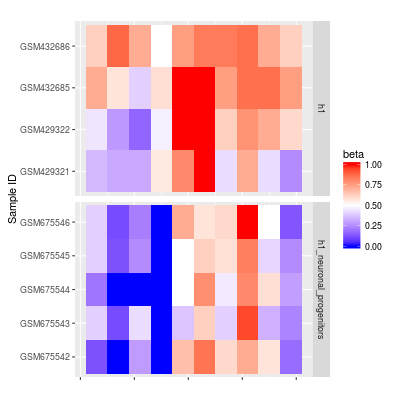 Sample ID
GSM432686
GSM432685
GSM429322
GSM429321
h1
GSM675546
GSM675545
GSM675544
GSM675543
GSM675542
h1_neuronal_progenitors
beta
1.00
0.75
0.50
0.25
0.00